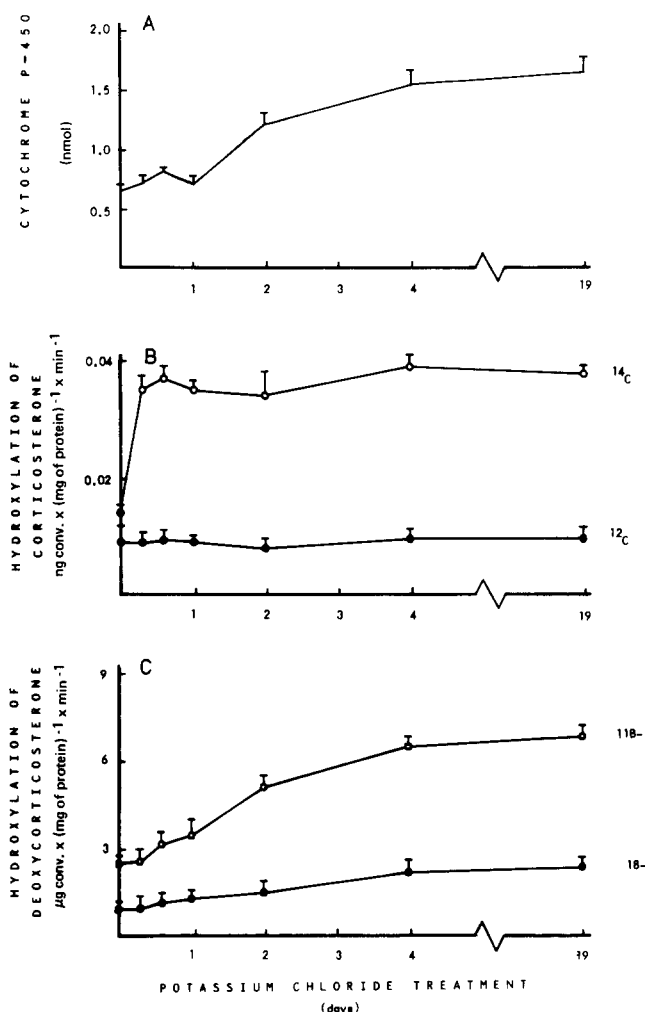 A
CYTOCHROME P-450
(nmol)
2.0
1.5
1.0
0.5
1 2 3 4 19
B
HYDROXYLATION OF
CORTICOSTERONE
ng conv. x (mg of protein)⁻¹ x min⁻¹
0.04
0.02
14C
12C
1 2 3 4 19
C
HYDROXYLATION OF
DEOXYCORTICOSTERONE
µg conv. x (mg of protein)⁻¹ x min⁻¹
9
6
3
11B-
18-
1 2 3 4 19
POTASSIUM CHLORIDE TREATMENT
(days)